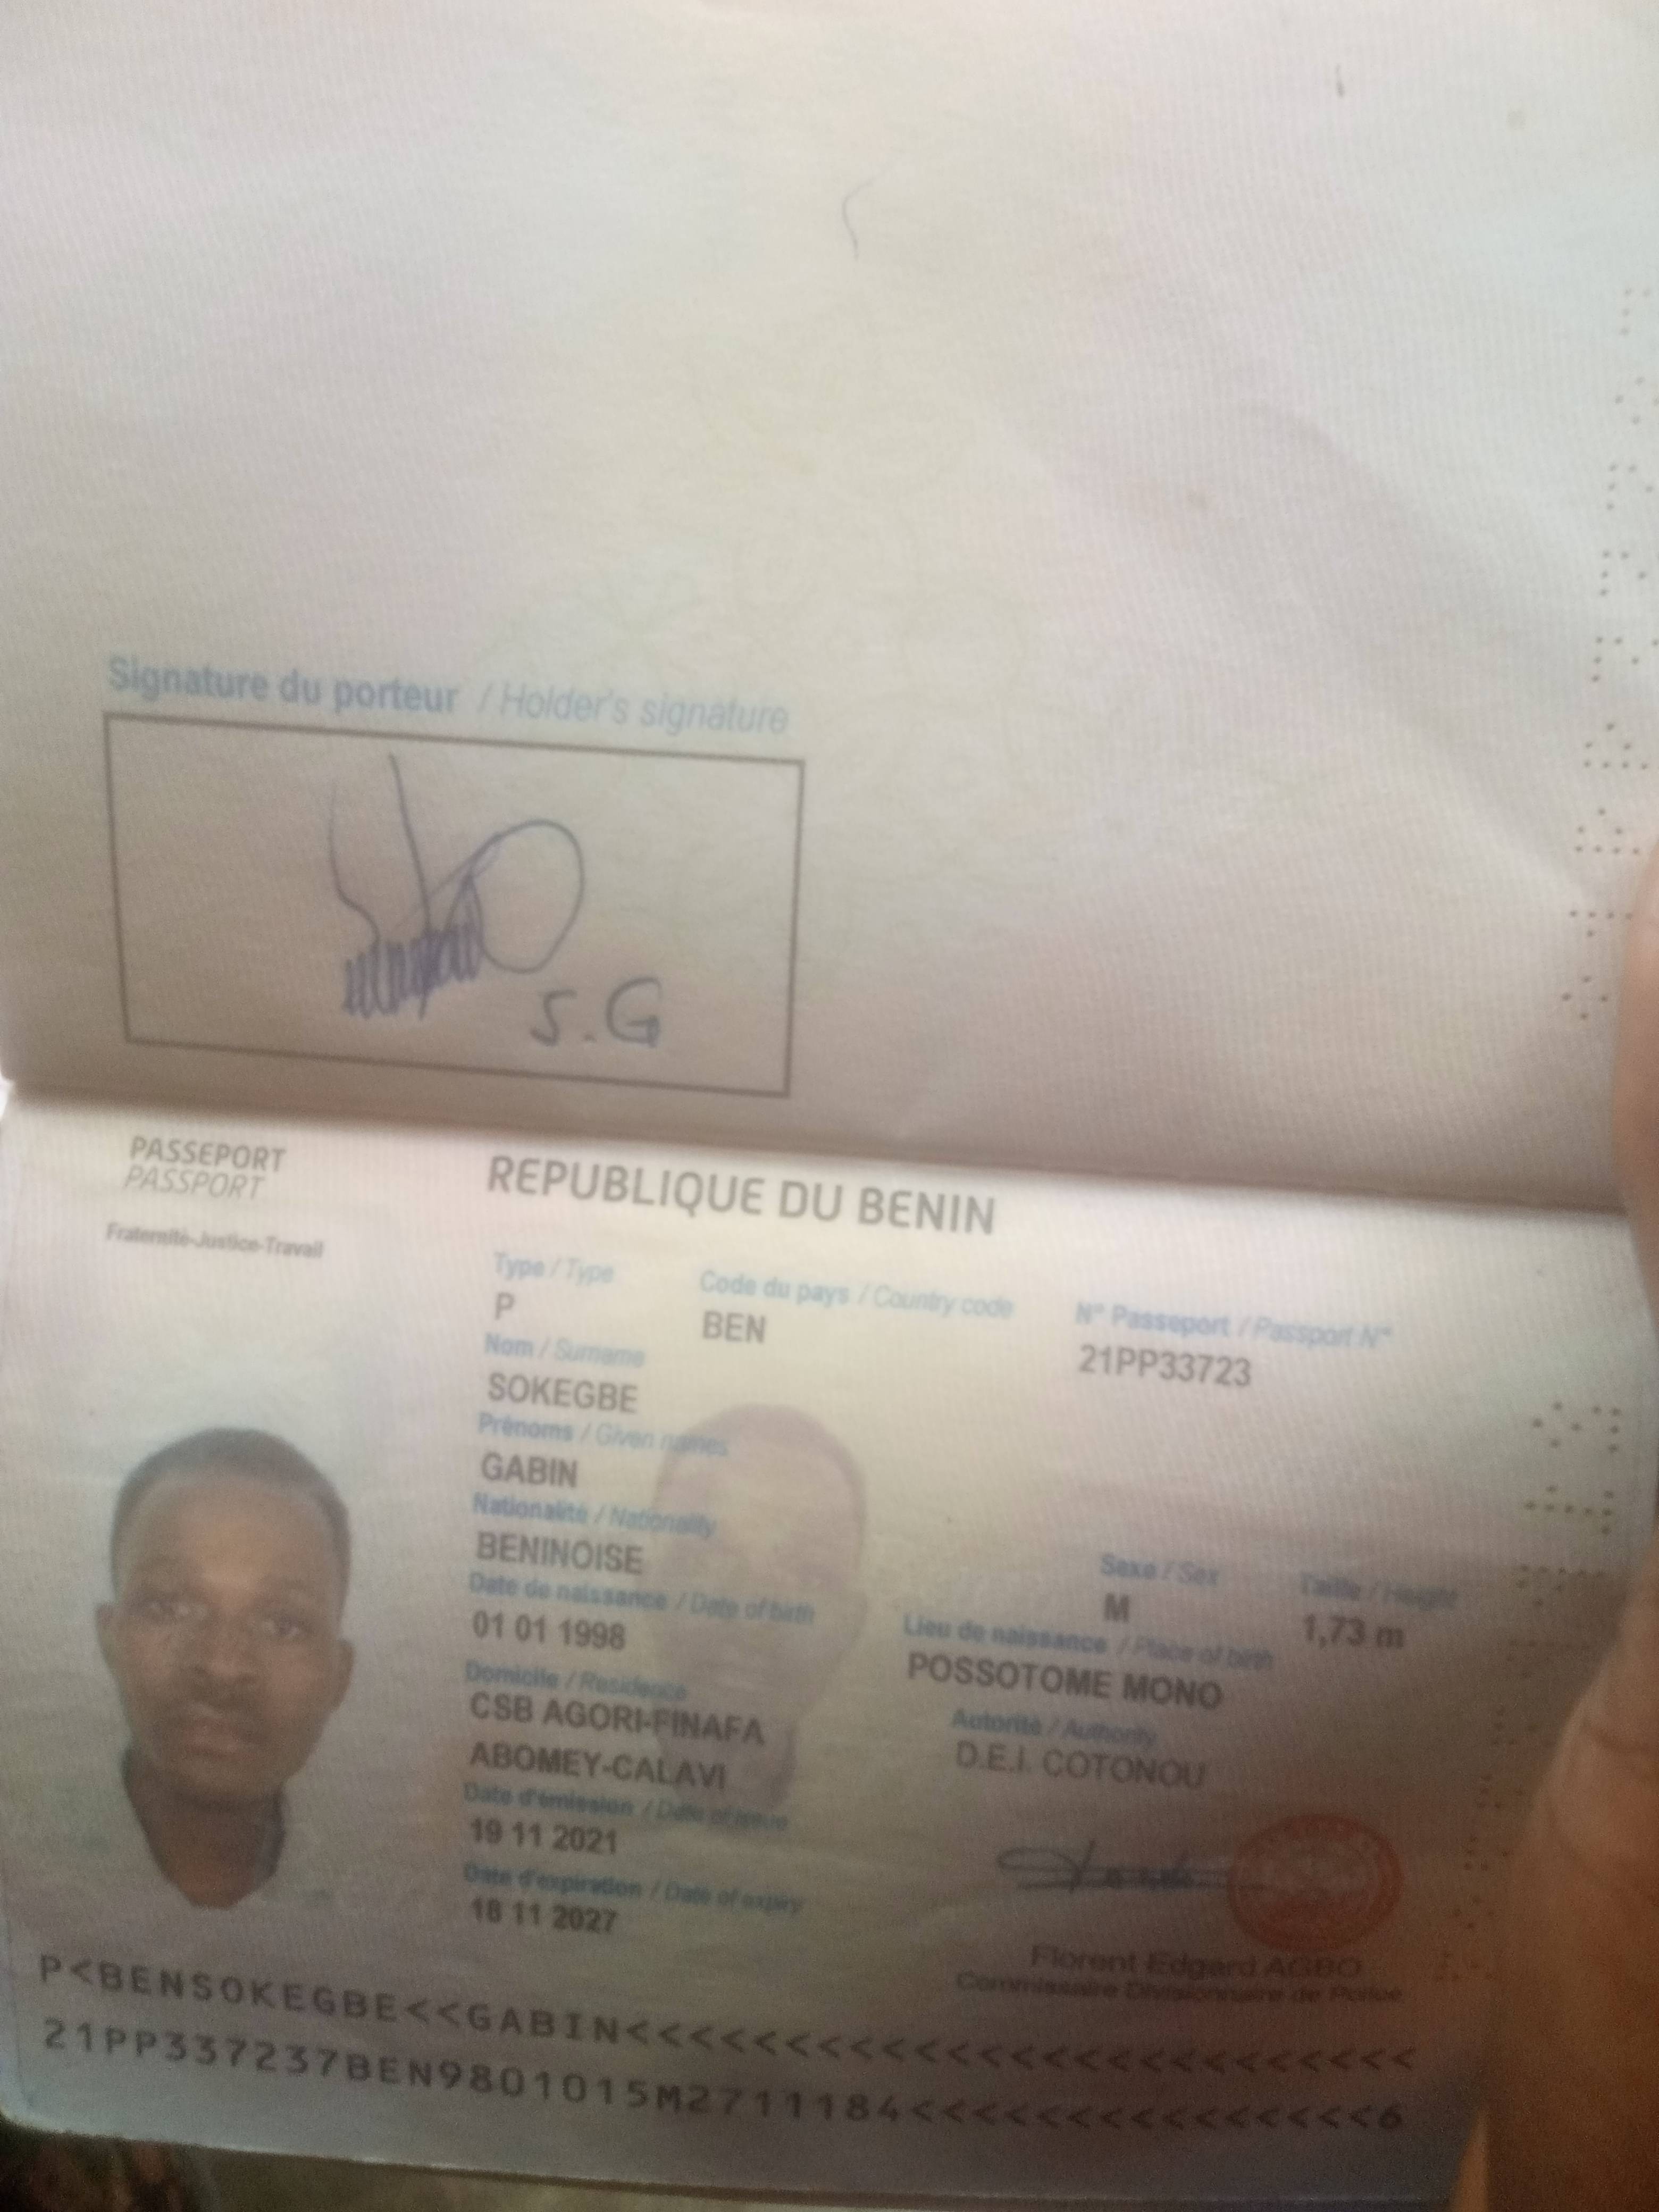 Signature du porteur / Holder's signature
S.G
PASSEPORT
PASSPORT
Fraternité-Justice-Travail
REPUBLIQUE DU BENIN
Type / Type
Code du pays / Country code
N° Passeport / Passport N°
P
BEN
21PP33723
Nom / Surname
SOKEGBE
Prénoms / Given names
GABIN
Nationalité / Nationality
BENINOISE
Sexe / Sex
Taille / Height
M
1,73 m
Date de naissance / Date of birth
01 01 1998
Lieu de naissance / Place of birth
POSSOTOME MONO
Domicile / Residence
CSB AGORI-FINAFA
ABOMEY-CALAVI
Autorité / Authority
D.E.I. COTONOU
Date d'émission / Date of issue
19 11 2021
Date d'expiration / Date of expiry
18 11 2027
Florent Edgard AGBO
Commissaire Divisionnaire de Police
P<BENSOKEGBE<<GABIN<<<<<<<<<<<<<<<<<<<<<<<<<
21PP337237BEN9801015M2711184<<<<<<<<<<<<<<<6